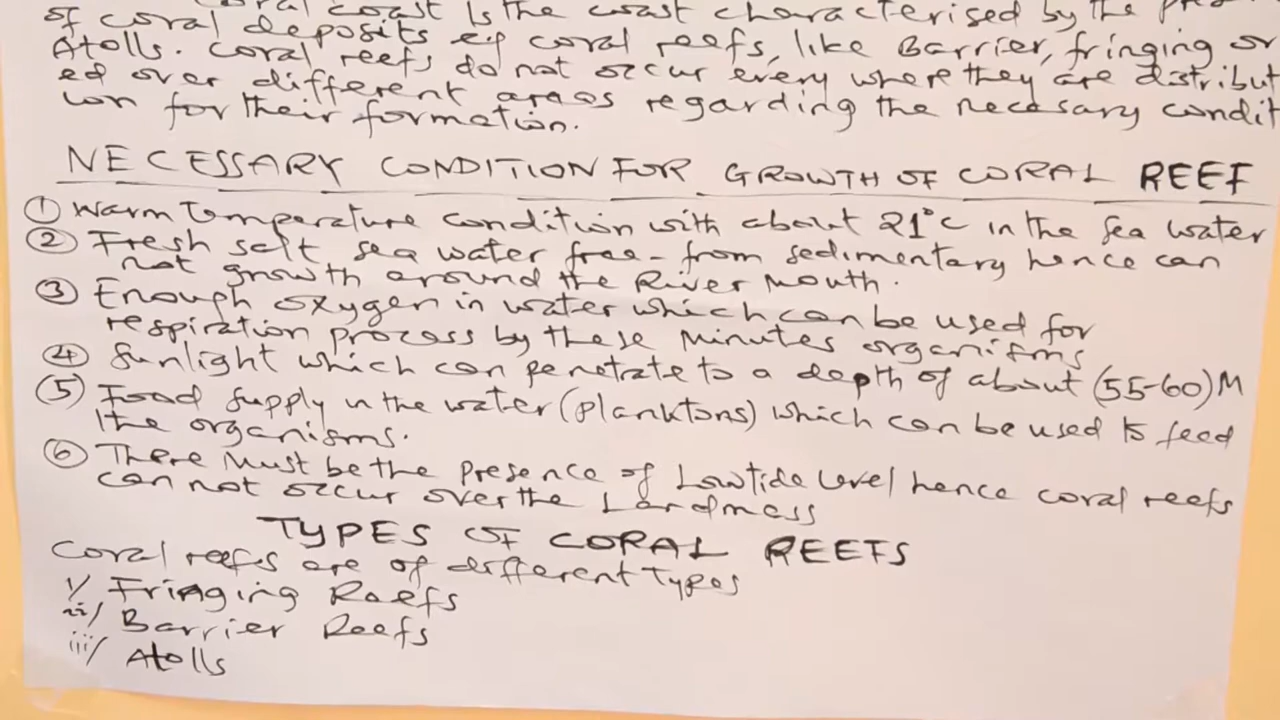 coral coast Is the coast characterised by the
of coral deposits eg coral reefs, like Barrier, fringing or
Atolls. Coral reefs do not occur every where they are distribut
ed over different areas regarding the necessary condit
ion for their formation.
NECESSARY CONDITION FOR GROWTH OF CORAL REEF
① Warm temperature condition with about 21°C in the sea water
② Fresh salt sea water free- from sedimentary hence can
not growth around the River Mouth.
③ Enough oxygen in water which can be used for
respiration process by these Minutes organisms
④ Sunlight which can penetrate to a depth of about (55-60)M
⑤ Food supply in the water (planktons) which can be used to feed
the organisms.
⑥ There Must be the presence of Lowtide level hence coral reefs
can not occur over the Landmass
TYPES OF CORAL REEFS
Coral reefs are of different Types
i/ Fringing Reefs
ii/ Barrier Reefs
iii/ Atolls